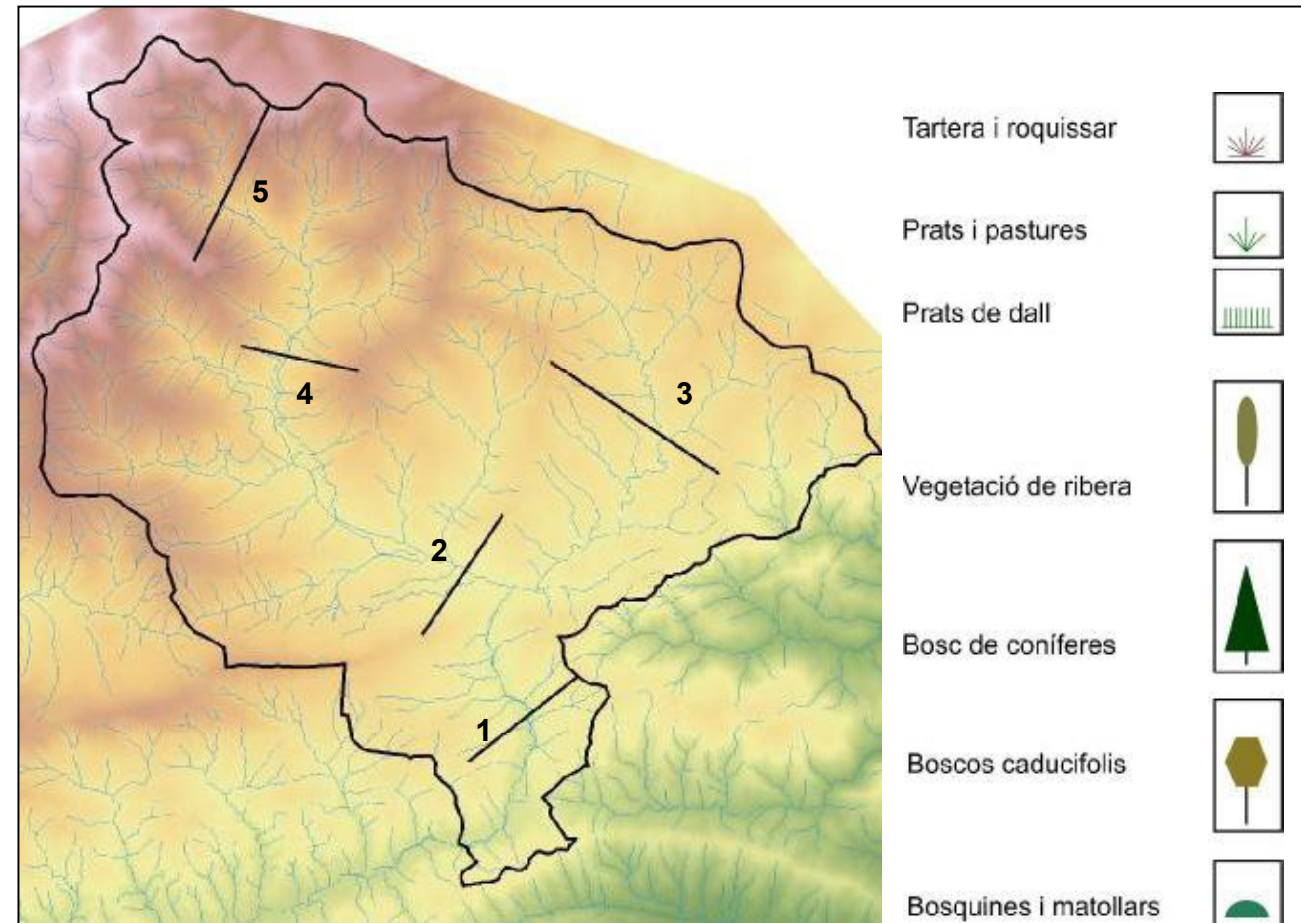 5
4
3
2
1
Tartera i roquissar
Prats i pastures
Prats de dall
Vegetació de ribera
Bosc de coníferes
Boscos caducifolis
Bosquines i matollars